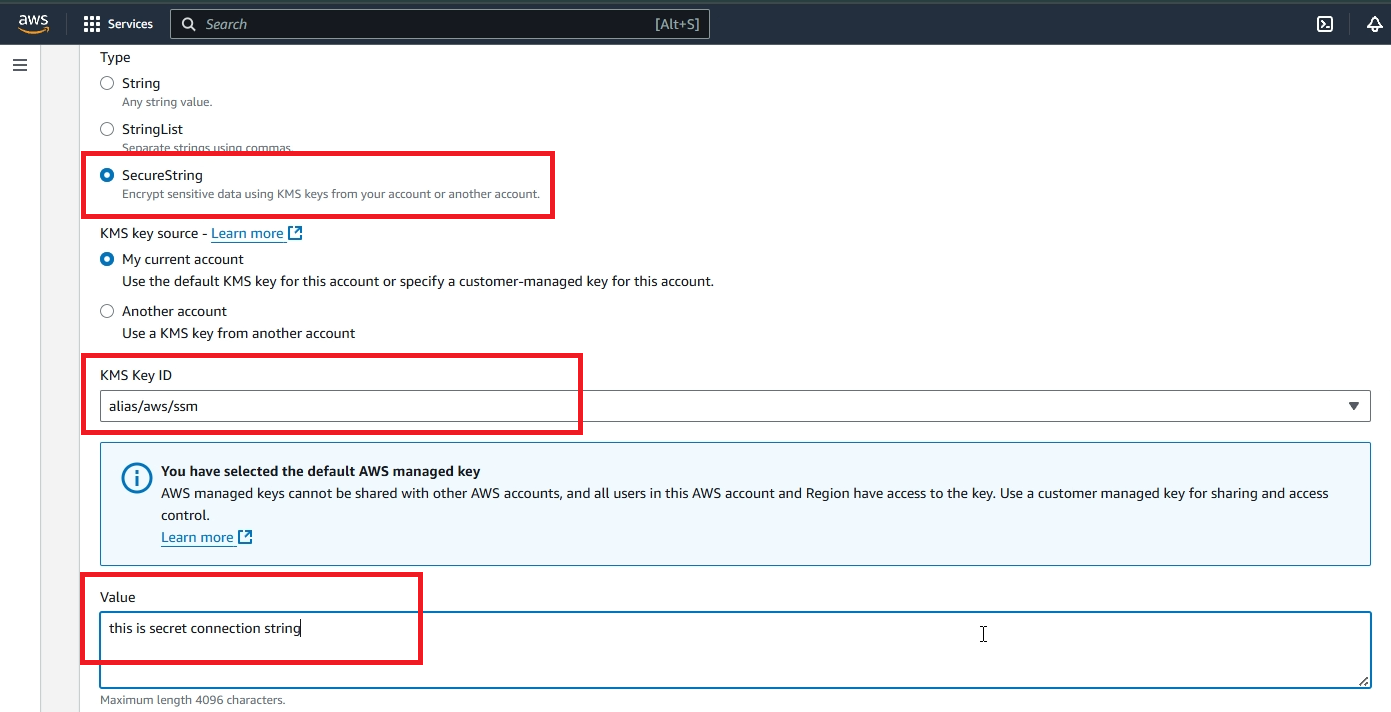 aws Services Search [Alt+S]
Type
String
Any string value.
StringList
Separate strings using commas.
SecureString
Encrypt sensitive data using KMS keys from your account or another account.
KMS key source - Learn more
My current account
Use the default KMS key for this account or specify a customer-managed key for this account.
Another account
Use a KMS key from another account
KMS Key ID
alias/aws/ssm
You have selected the default AWS managed key
AWS managed keys cannot be shared with other AWS accounts, and all users in this AWS account and Region have access to the key. Use a customer managed key for sharing and access
control.
Learn more
Value
this is secret connection string
Maximum length 4096 characters.